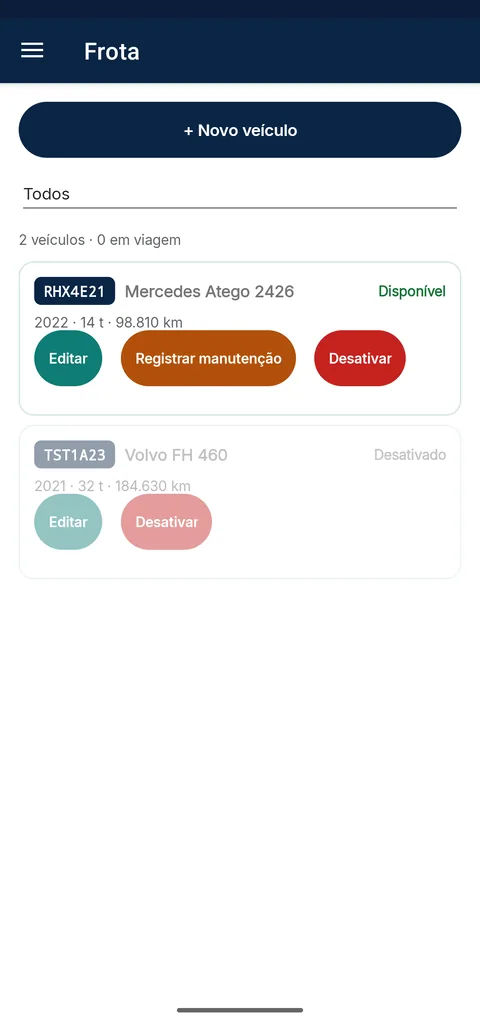 Frota
+ Novo veículo
Todos
2 veículos · 0 em viagem
RHX4E21 Mercedes Atego 2426 Disponível
2022 · 14 t · 98.810 km
Editar Registrar manutenção Desativar
TST1A23 Volvo FH 460 Desativado
2021 · 32 t · 184.630 km
Editar Desativar